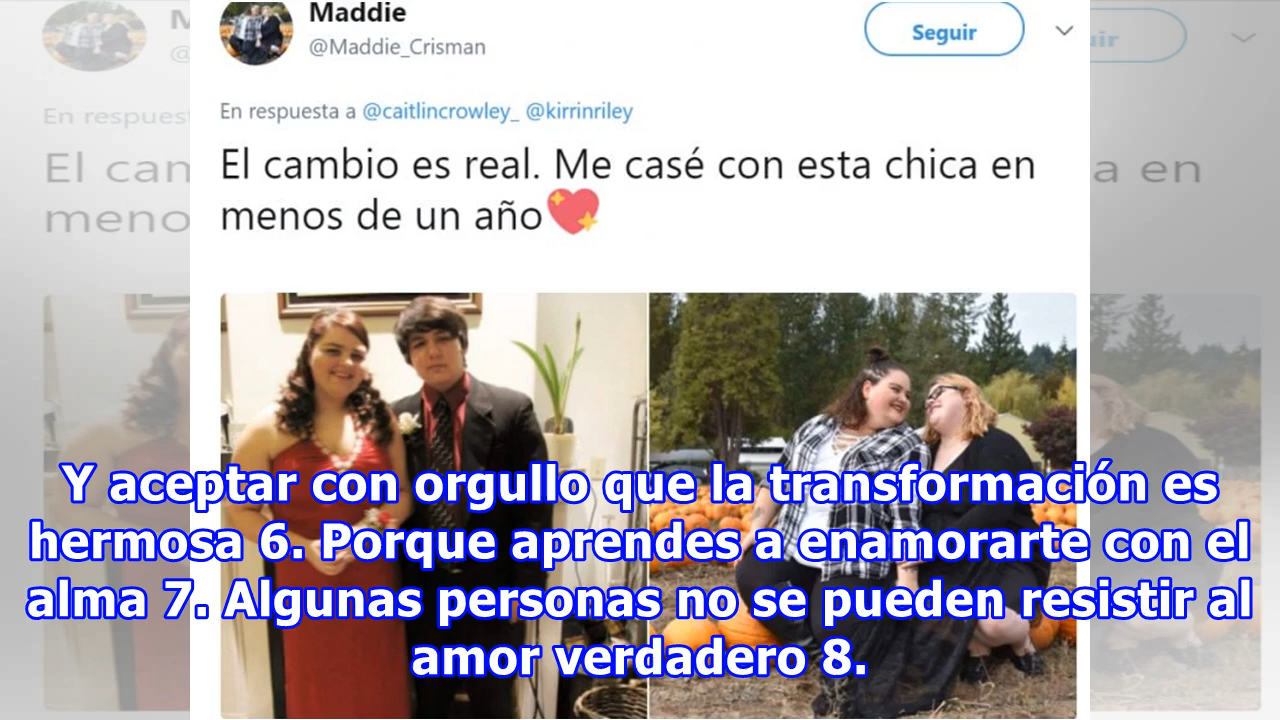 Maddie
@Maddie_Crisman
Seguir
En respuesta a @caitlincrowley_ @kirrinriley
El cambio es real. Me casé con esta chica en
menos de un año💖
Y aceptar con orgullo que la transformación es
hermosa 6. Porque aprendes a enamorarte con el
alma 7. Algunas personas no se pueden resistir al
amor verdadero 8.